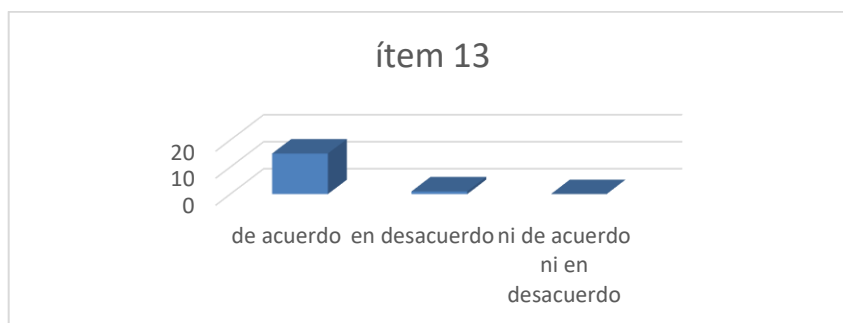 ítem 13
20
10
0
de acuerdo
en desacuerdo
ni de acuerdo
ni en
desacuerdo